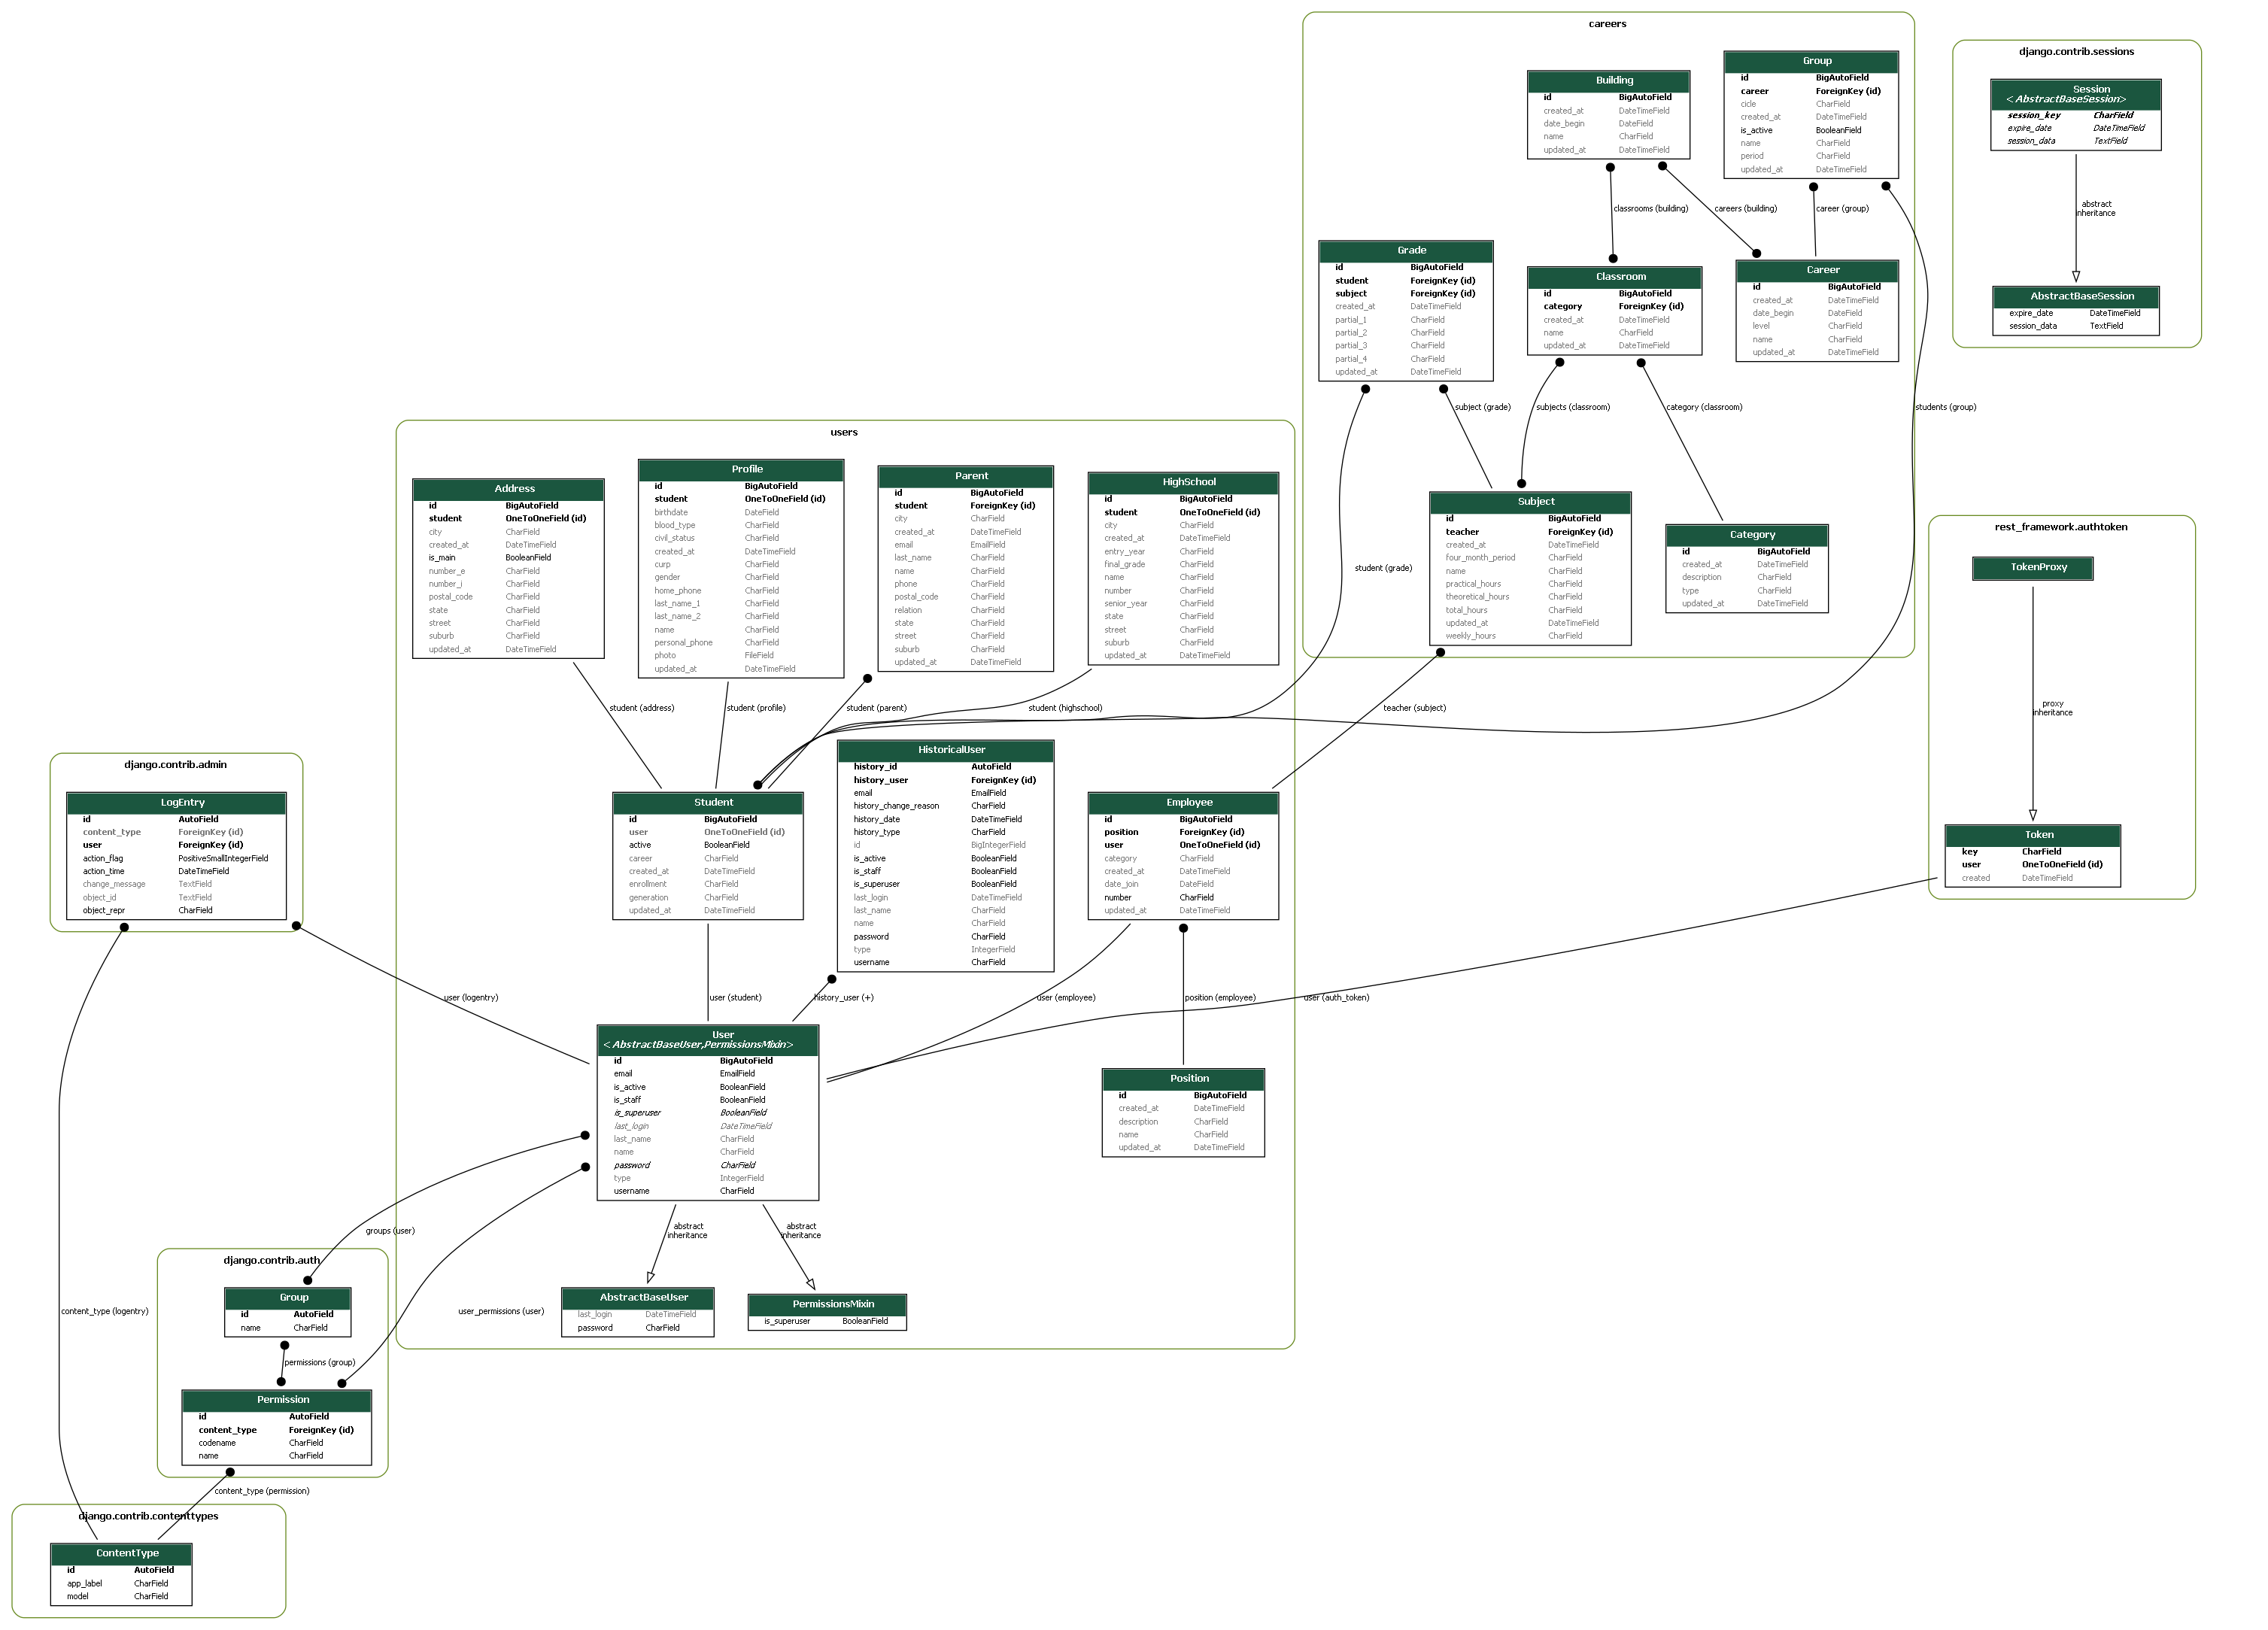 careers
Building
id BigAutoField
created_at DateTimeField
date_begin DateField
name CharField
updated_at DateTimeField
Group
id BigAutoField
career ForeignKey (id)
cicle CharField
created_at DateTimeField
is_active BooleanField
name CharField
period CharField
updated_at DateTimeField
classrooms (building)
careers (building)
career (group)
Grade
id BigAutoField
student ForeignKey (id)
subject ForeignKey (id)
created_at DateTimeField
partial_1 CharField
partial_2 CharField
partial_3 CharField
partial_4 CharField
updated_at DateTimeField
Classroom
id BigAutoField
category ForeignKey (id)
created_at DateTimeField
name CharField
updated_at DateTimeField
Career
id BigAutoField
created_at DateTimeField
date_begin DateField
level CharField
name CharField
updated_at DateTimeField
subject (grade)
subjects (classroom)
category (classroom)
students (group)
student (grade)
Subject
id BigAutoField
teacher ForeignKey (id)
created_at DateTimeField
four_month_period CharField
name CharField
practical_hours CharField
theoretical_hours CharField
total_hours CharField
updated_at DateTimeField
weekly_hours CharField
Category
id BigAutoField
created_at DateTimeField
description CharField
type CharField
updated_at DateTimeField
teacher (subject)
django.contrib.sessions
Session
<AbstractBaseSession>
session_key CharField
expire_date DateTimeField
session_data TextField
abstract
inheritance
AbstractBaseSession
expire_date DateTimeField
session_data TextField
rest_framework.authtoken
TokenProxy
proxy
inheritance
Token
key CharField
user OneToOneField (id)
created DateTimeField
user (auth_token)
users
Address
id BigAutoField
student OneToOneField (id)
city CharField
created_at DateTimeField
is_main BooleanField
number_e CharField
number_i CharField
postal_code CharField
state CharField
street CharField
suburb CharField
updated_at DateTimeField
Profile
id BigAutoField
student OneToOneField (id)
birthdate DateField
blood_type CharField
civil_status CharField
created_at DateTimeField
curp CharField
gender CharField
home_phone CharField
last_name_1 CharField
last_name_2 CharField
name CharField
personal_phone CharField
photo FileField
updated_at DateTimeField
Parent
id BigAutoField
student ForeignKey (id)
city CharField
created_at DateTimeField
email EmailField
last_name CharField
name CharField
phone CharField
postal_code CharField
relation CharField
state CharField
street CharField
suburb CharField
updated_at DateTimeField
HighSchool
id BigAutoField
student OneToOneField (id)
city CharField
created_at DateTimeField
entry_year CharField
final_grade CharField
name CharField
number CharField
senior_year CharField
state CharField
street CharField
suburb CharField
updated_at DateTimeField
student (address)
student (profile)
student (parent)
student (highschool)
Student
id BigAutoField
user OneToOneField (id)
active BooleanField
career CharField
created_at DateTimeField
enrollment CharField
generation CharField
updated_at DateTimeField
HistoricalUser
history_id AutoField
history_user ForeignKey (id)
email EmailField
history_change_reason CharField
history_date DateTimeField
history_type CharField
id BigIntegerField
is_active BooleanField
is_staff BooleanField
is_superuser BooleanField
last_login DateTimeField
last_name CharField
name CharField
password CharField
type IntegerField
username CharField
Employee
id BigAutoField
position ForeignKey (id)
user OneToOneField (id)
category CharField
created_at DateTimeField
date_join DateField
number CharField
updated_at DateTimeField
user (student)
history_user (+)
user (employee)
position (employee)
User
<AbstractBaseUser,PermissionsMixin>
id BigAutoField
email EmailField
is_active BooleanField
is_staff BooleanField
is_superuser BooleanField
last_login DateTimeField
last_name CharField
name CharField
password CharField
type IntegerField
username CharField
Position
id BigAutoField
created_at DateTimeField
description CharField
name CharField
updated_at DateTimeField
abstract
inheritance
abstract
inheritance
AbstractBaseUser
last_login DateTimeField
password CharField
PermissionsMixin
is_superuser BooleanField
django.contrib.admin
LogEntry
id AutoField
content_type ForeignKey (id)
user ForeignKey (id)
action_flag PositiveSmallIntegerField
action_time DateTimeField
change_message TextField
object_id TextField
object_repr CharField
user (logentry)
content_type (logentry)
groups (user)
user_permissions (user)
django.contrib.auth
Group
id AutoField
name CharField
permissions (group)
Permission
id AutoField
content_type ForeignKey (id)
codename CharField
name CharField
content_type (permission)
django.contrib.contenttypes
ContentType
id AutoField
app_label CharField
model CharField